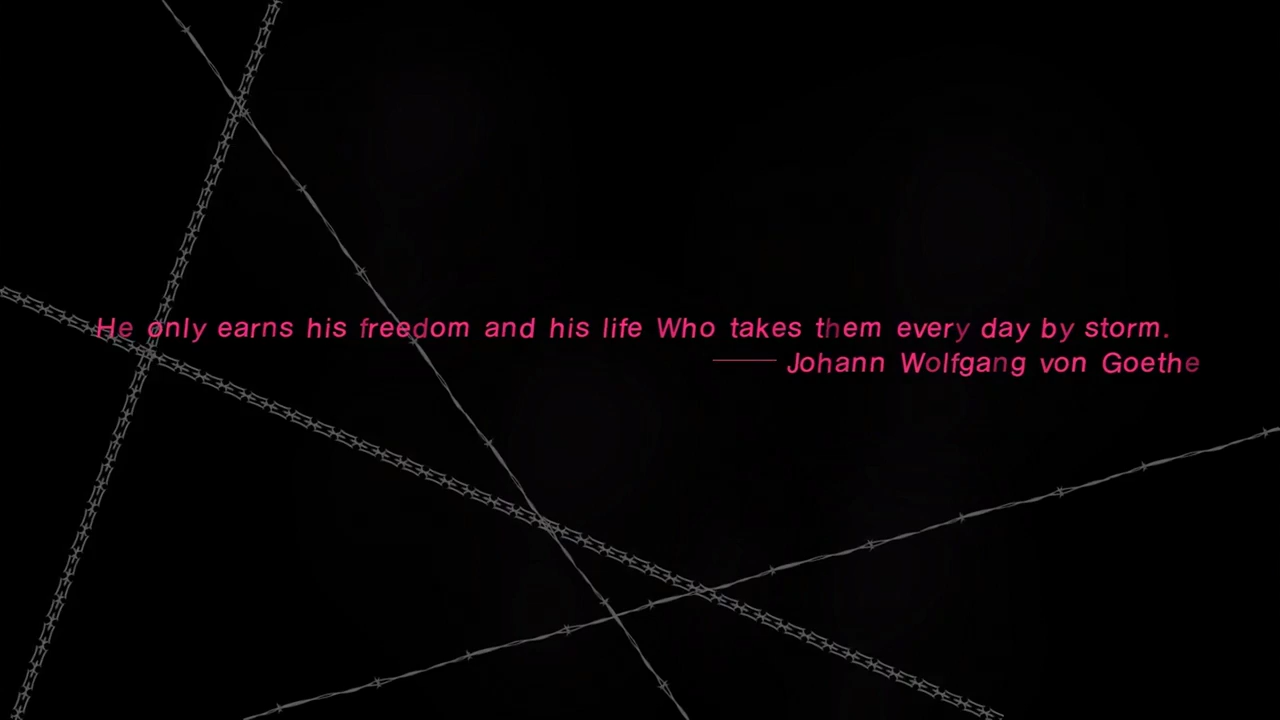 He only earns his freedom and his life Who takes them every day by storm.
—— Johann Wolfgang von Goethe